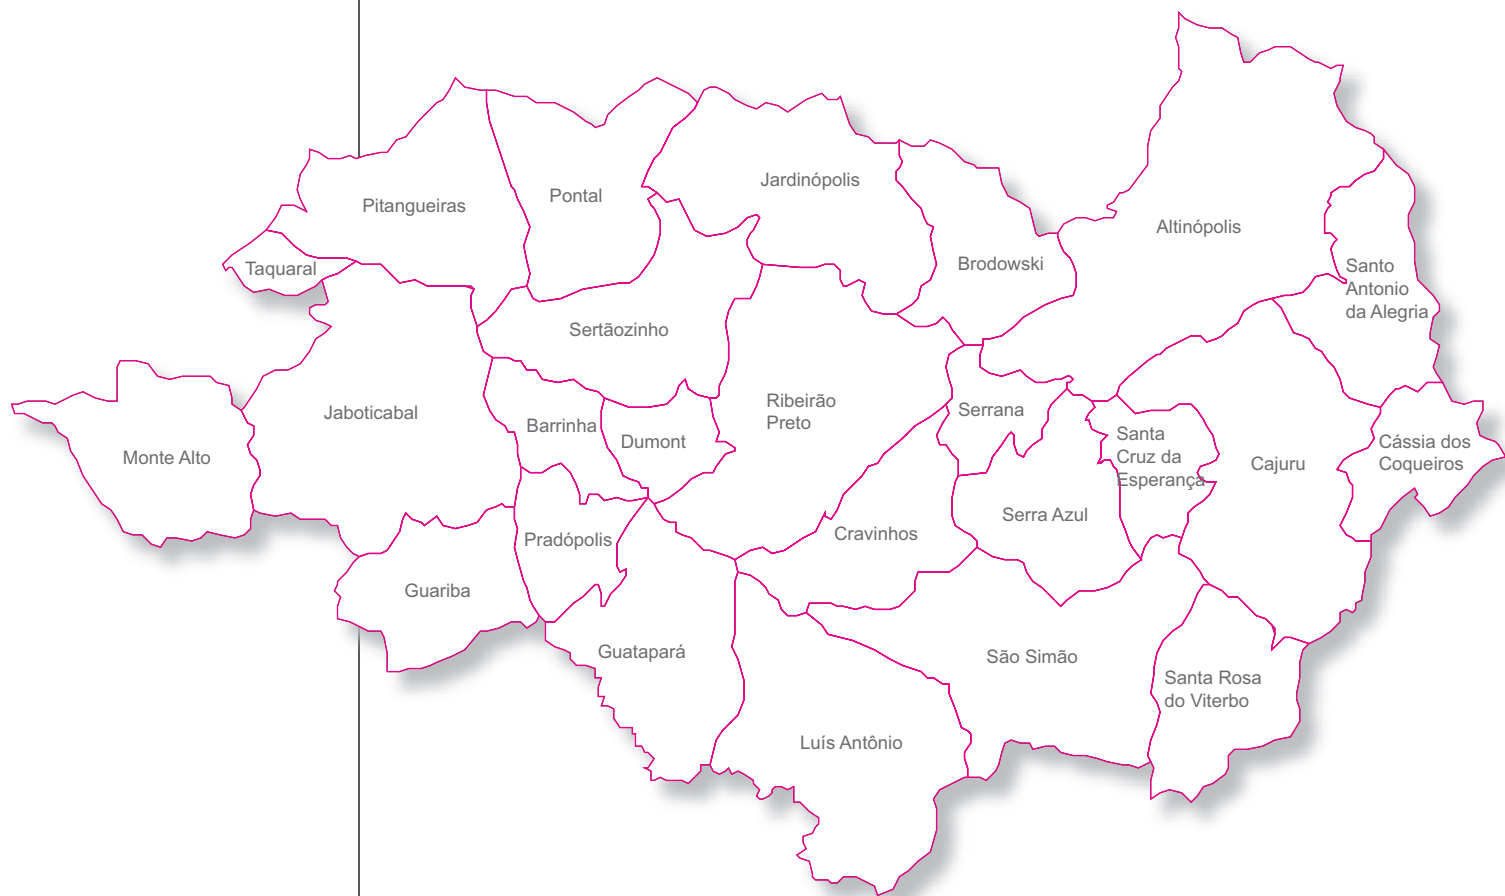 Jardinópolis
Pontal
Pitangueiras
Altinópolis
Brodowski
Taquaral
Santo
Antonio
da Alegria
Sertãozinho
Ribeirão
Preto
Serrana
Jaboticabal
Barrinha
Dumont
Santa
Cruz da
Esperança
Cássia dos
Coqueiros
Monte Alto
Cajuru
Serra Azul
Cravinhos
Pradópolis
Guariba
Guatapará
São Simão
Santa Rosa
do Viterbo
Luís Antônio